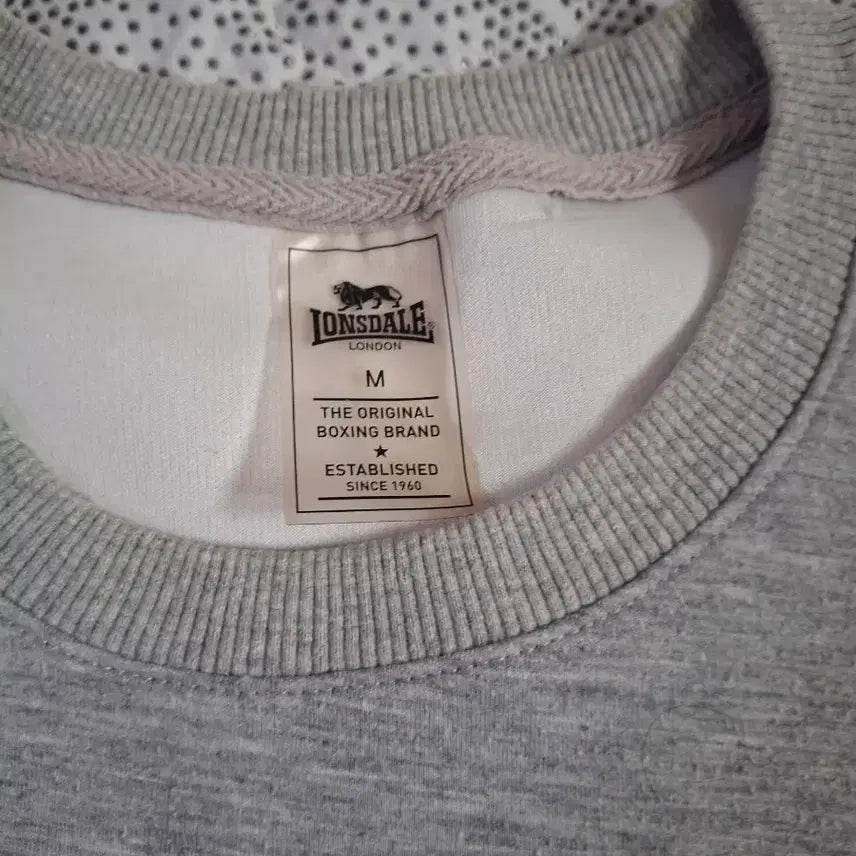 LONSDALE®
LONDON
M
THE ORIGINAL
BOXING BRAND
ESTABLISHED
SINCE 1960